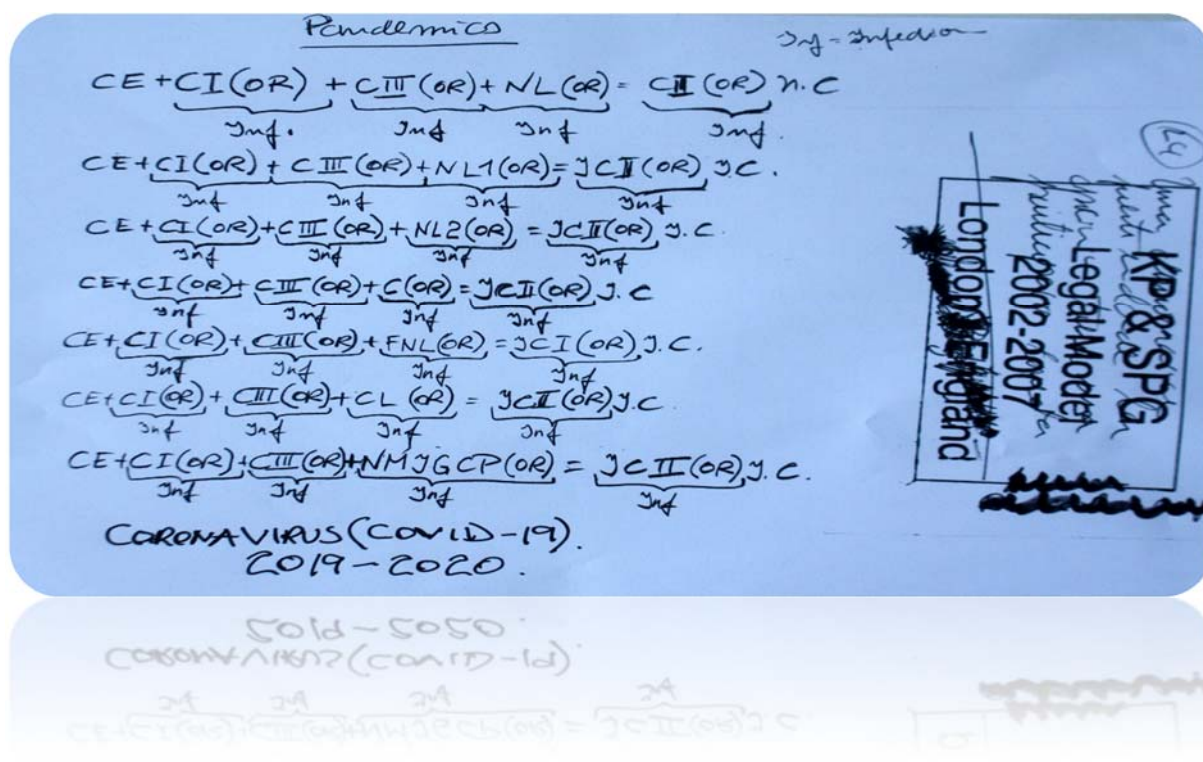 Pandemics
Inf = Infection
CE + CI (OR) + CIII (OR) + NL (OR) = CII (OR) n.C
Inf. Inf Inf Inf.
CE + CI (OR) + CIII (OR) + NL1 (OR) = JCII (OR) J.C.
Inf Inf Inf Inf
CE + CI (OR) + CIII (OR) + NL2 (OR) = JCII (OR) J.C.
Inf Inf Inf Inf
CE + CI (OR) + CIII (OR) + C (OR) = JCII (OR) J.C
Inf Inf Inf Inf
CE + CI (OR) + CIII (OR) + FNL (OR) = JCI (OR) J.C.
Inf Inf Inf Inf
CE + CI (OR) + CIII (OR) + CL (OR) = JCII (OR) J.C
Inf Inf Inf Inf
CE + CI (OR) + CIII (OR) + NMJGCP (OR) = JCII (OR) J.C.
Inf Inf Inf Inf
CORONAVIRUS (COVID-19).
2019-2020.
KP & SPG
Legal Model
2002-2007
London England